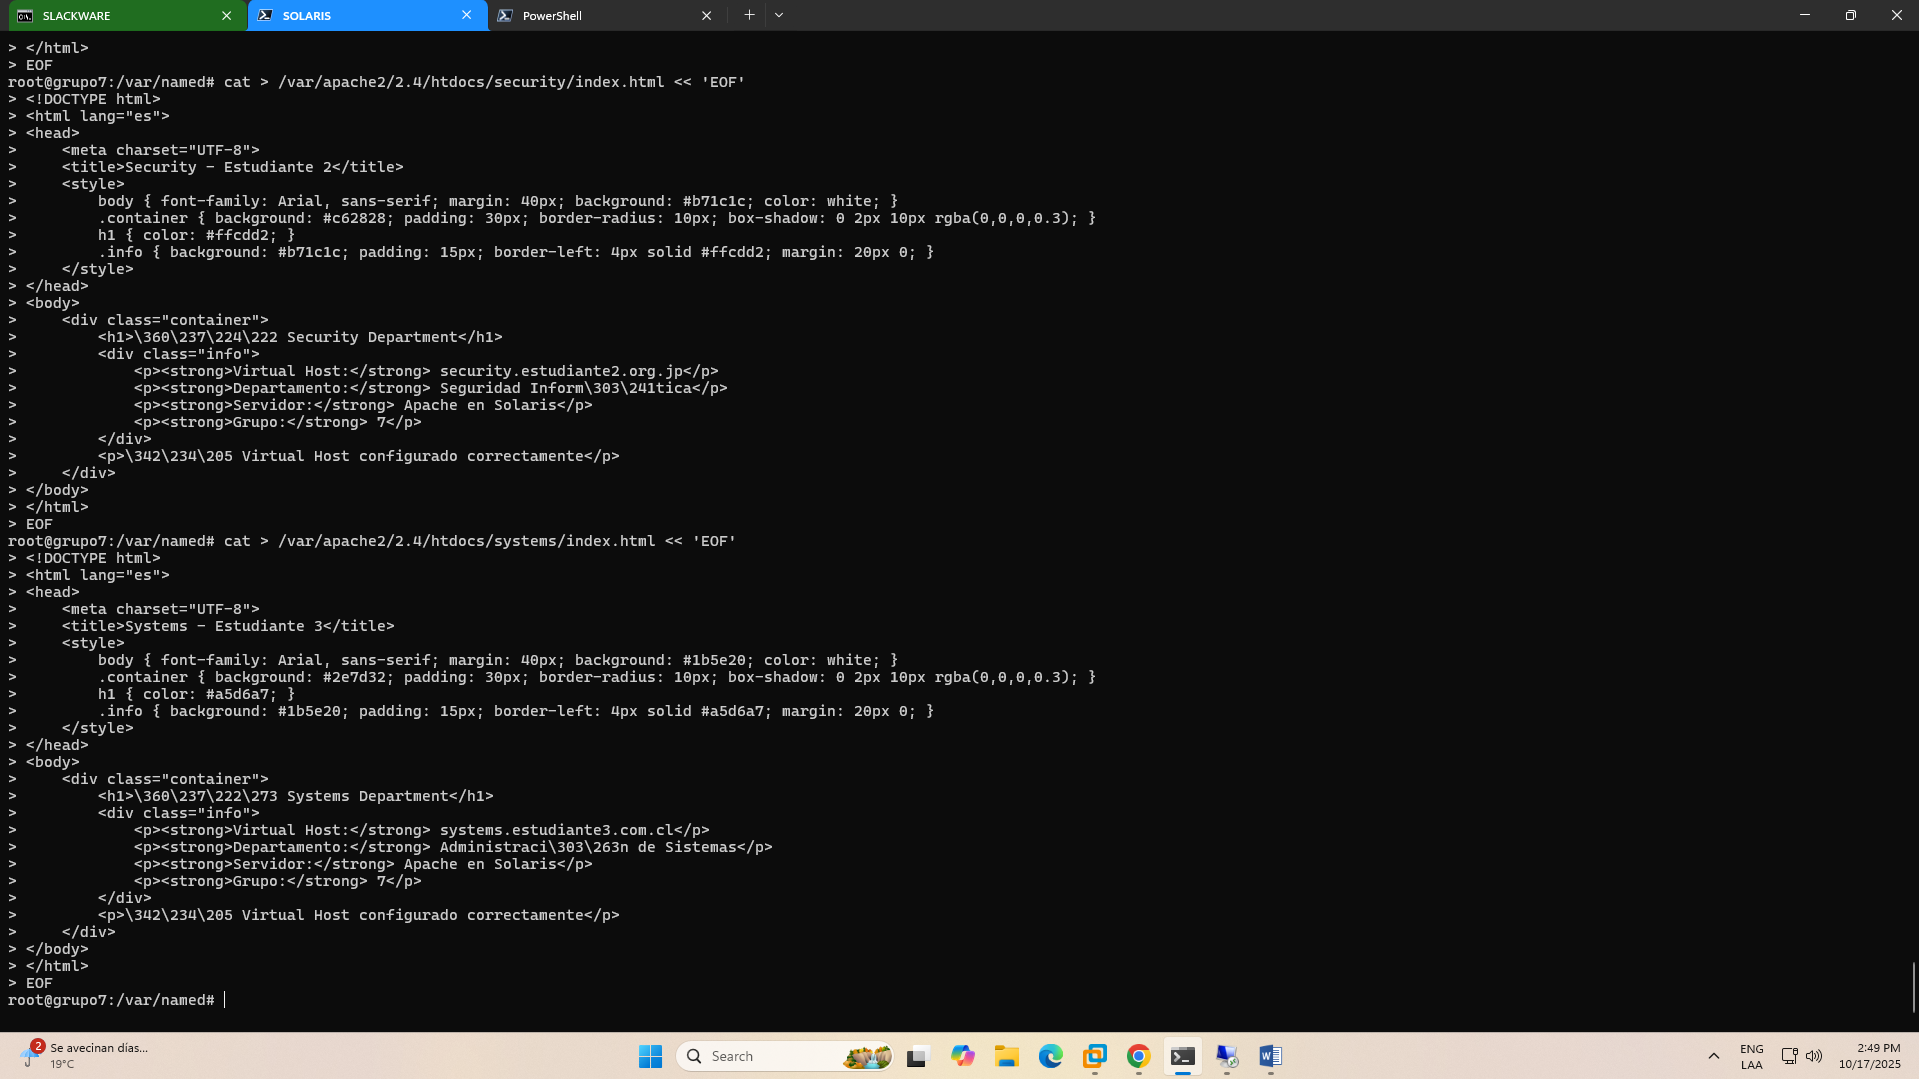 SLACKWARE
SOLARIS
PowerShell
> </html>
> EOF
root@grupo7:/var/named# cat > /var/apache2/2.4/htdocs/security/index.html << 'EOF'
> <!DOCTYPE html>
> <html lang="es">
> <head>
>     <meta charset="UTF-8">
>     <title>Security - Estudiante 2</title>
>     <style>
>         body { font-family: Arial, sans-serif; margin: 40px; background: #b71c1c; color: white; }
>         .container { background: #c62828; padding: 30px; border-radius: 10px; box-shadow: 0 2px 10px rgba(0,0,0,0.3); }
>         h1 { color: #ffcdd2; }
>         .info { background: #b71c1c; padding: 15px; border-left: 4px solid #ffcdd2; margin: 20px 0; }
>     </style>
> </head>
> <body>
>     <div class="container">
>         <h1>\360\237\224\222 Security Department</h1>
>         <div class="info">
>             <p><strong>Virtual Host:</strong> security.estudiante2.org.jp</p>
>             <p><strong>Departamento:</strong> Seguridad Inform\303\241tica</p>
>             <p><strong>Servidor:</strong> Apache en Solaris</p>
>             <p><strong>Grupo:</strong> 7</p>
>         </div>
>         <p>\342\234\205 Virtual Host configurado correctamente</p>
>     </div>
> </body>
> </html>
> EOF
root@grupo7:/var/named# cat > /var/apache2/2.4/htdocs/systems/index.html << 'EOF'
> <!DOCTYPE html>
> <html lang="es">
> <head>
>     <meta charset="UTF-8">
>     <title>Systems - Estudiante 3</title>
>     <style>
>         body { font-family: Arial, sans-serif; margin: 40px; background: #1b5e20; color: white; }
>         .container { background: #2e7d32; padding: 30px; border-radius: 10px; box-shadow: 0 2px 10px rgba(0,0,0,0.3); }
>         h1 { color: #a5d6a7; }
>         .info { background: #1b5e20; padding: 15px; border-left: 4px solid #a5d6a7; margin: 20px 0; }
>     </style>
> </head>
> <body>
>     <div class="container">
>         <h1>\360\237\222\273 Systems Department</h1>
>         <div class="info">
>             <p><strong>Virtual Host:</strong> systems.estudiante3.com.cl</p>
>             <p><strong>Departamento:</strong> Administraci\303\263n de Sistemas</p>
>             <p><strong>Servidor:</strong> Apache en Solaris</p>
>             <p><strong>Grupo:</strong> 7</p>
>         </div>
>         <p>\342\234\205 Virtual Host configurado correctamente</p>
>     </div>
> </body>
> </html>
> EOF
root@grupo7:/var/named#
2
Se avecinan días...
19°C
Search
ENG
LAA
2:49 PM
10/17/2025